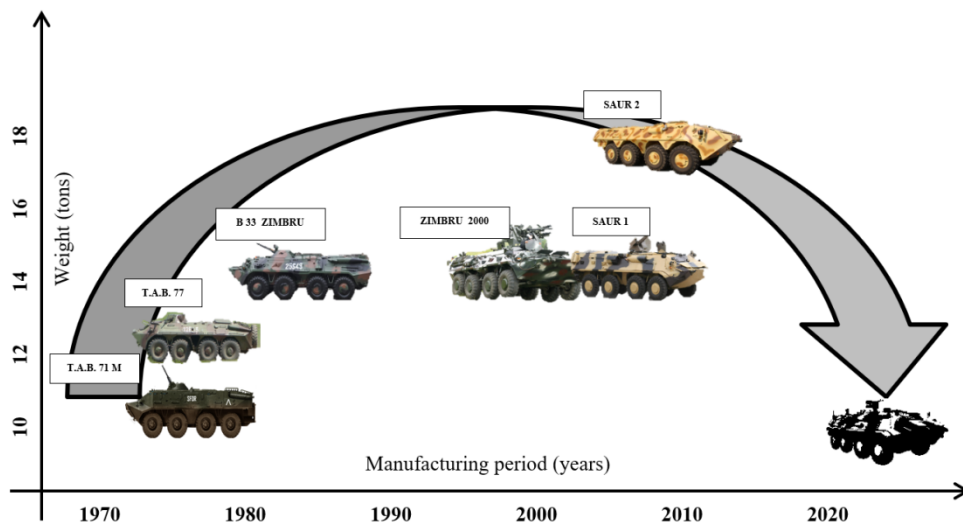 SAUR 2
18
16
B 33 ZIMBRU
ZIMBRU 2000
SAUR 1
Weight (tons)
14
T.A.B. 77
12
T.A.B. 71 M
10
Manufacturing period (years)
1970 1980 1990 2000 2010 2020